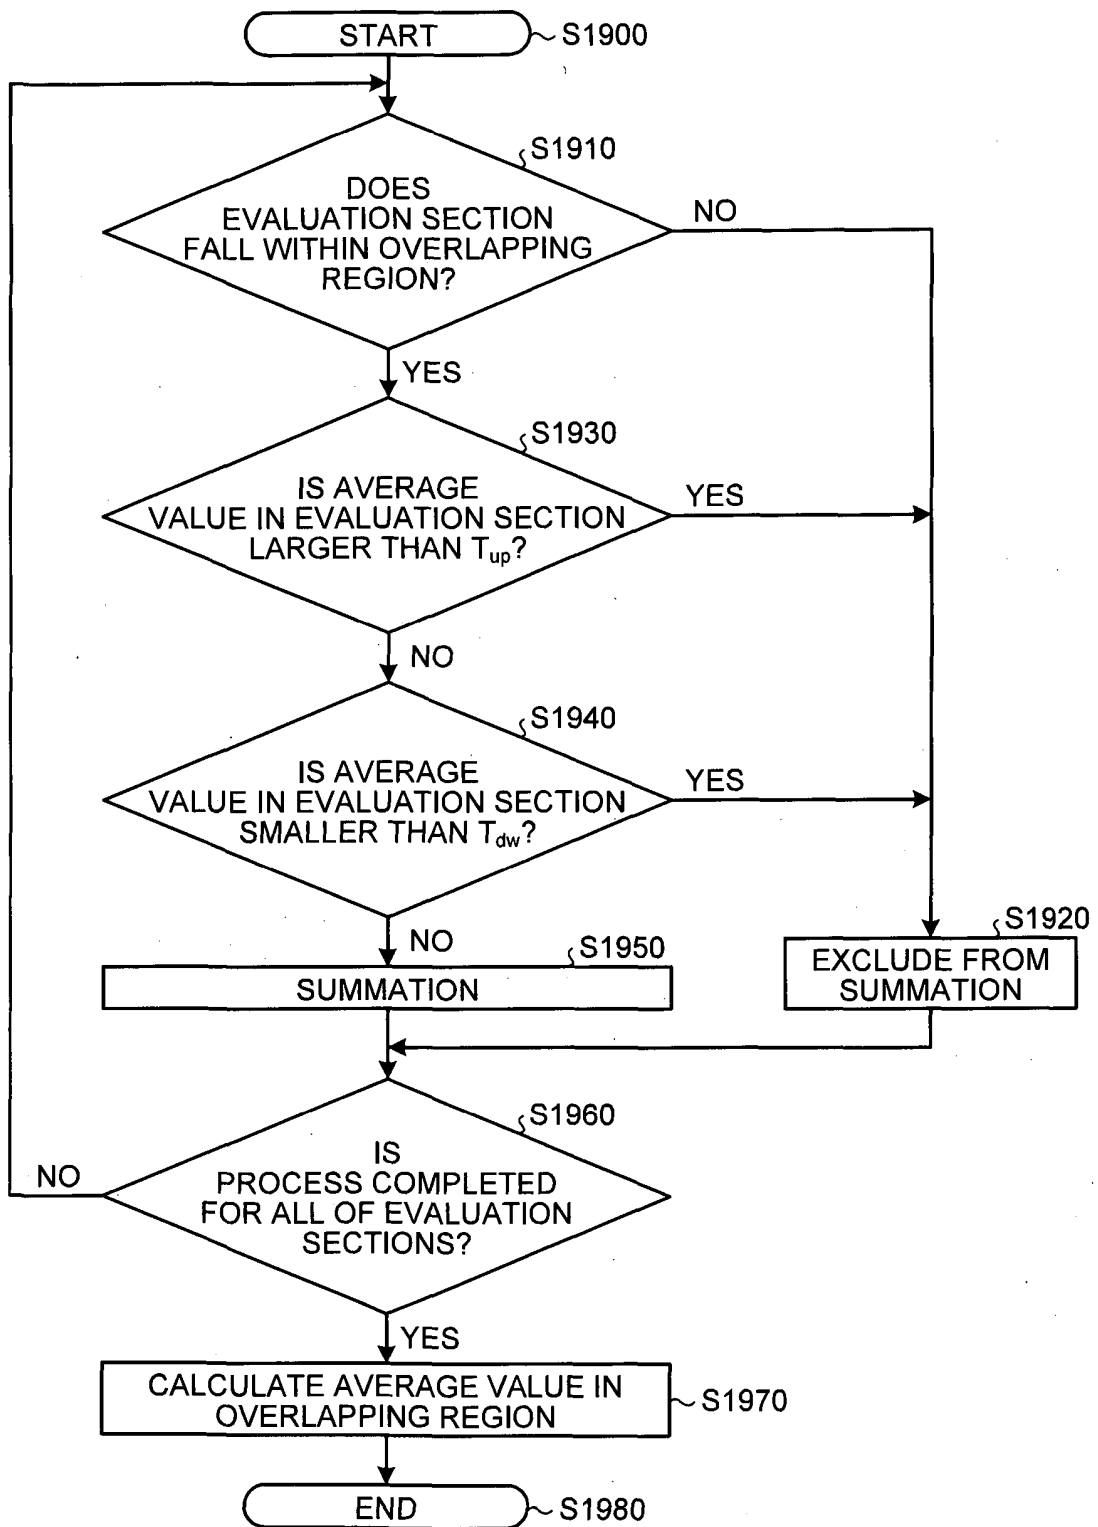 START
S1900
S1910
DOES
EVALUATION SECTION
FALL WITHIN OVERLAPPING
REGION?
NO
YES
S1930
IS AVERAGE
VALUE IN EVALUATION SECTION
LARGER THAN Tup?
YES
NO
S1940
IS AVERAGE
VALUE IN EVALUATION SECTION
SMALLER THAN Tdw?
YES
NO
S1950
SUMMATION
S1920
EXCLUDE FROM
SUMMATION
S1960
IS
PROCESS COMPLETED
FOR ALL OF EVALUATION
SECTIONS?
NO
YES
CALCULATE AVERAGE VALUE IN
OVERLAPPING REGION
S1970
END
S1980